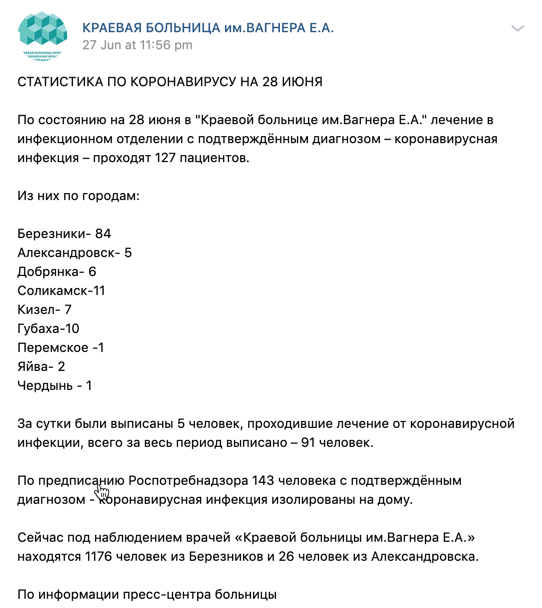 КРАЕВАЯ БОЛЬНИЦА им.ВАГНЕРА Е.А.
27 Jun at 11:56 pm
СТАТИСТИКА ПО КОРОНАВИРУСУ НА 28 ИЮНЯ
По состоянию на 28 июня в "Краевой больнице им.Вагнера Е.А." лечение в
инфекционном отделении с подтверждённым диагнозом – коронавирусная
инфекция – проходят 127 пациентов.
Из них по городам:
Березники- 84
Александровск- 5
Добрянка- 6
Соликамск-11
Кизел- 7
Губаха-10
Перемское -1
Яйва- 2
Чердынь - 1
За сутки были выписаны 5 человек, проходившие лечение от коронавирусной
инфекции, всего за весь период выписано – 91 человек.
По предписанию Роспотребнадзора 143 человека с подтверждённым
диагнозом - коронавирусная инфекция изолированы на дому.
Сейчас под наблюдением врачей «Краевой больницы им.Вагнера Е.А.»
находятся 1176 человек из Березников и 26 человек из Александровска.
По информации пресс-центра больницы